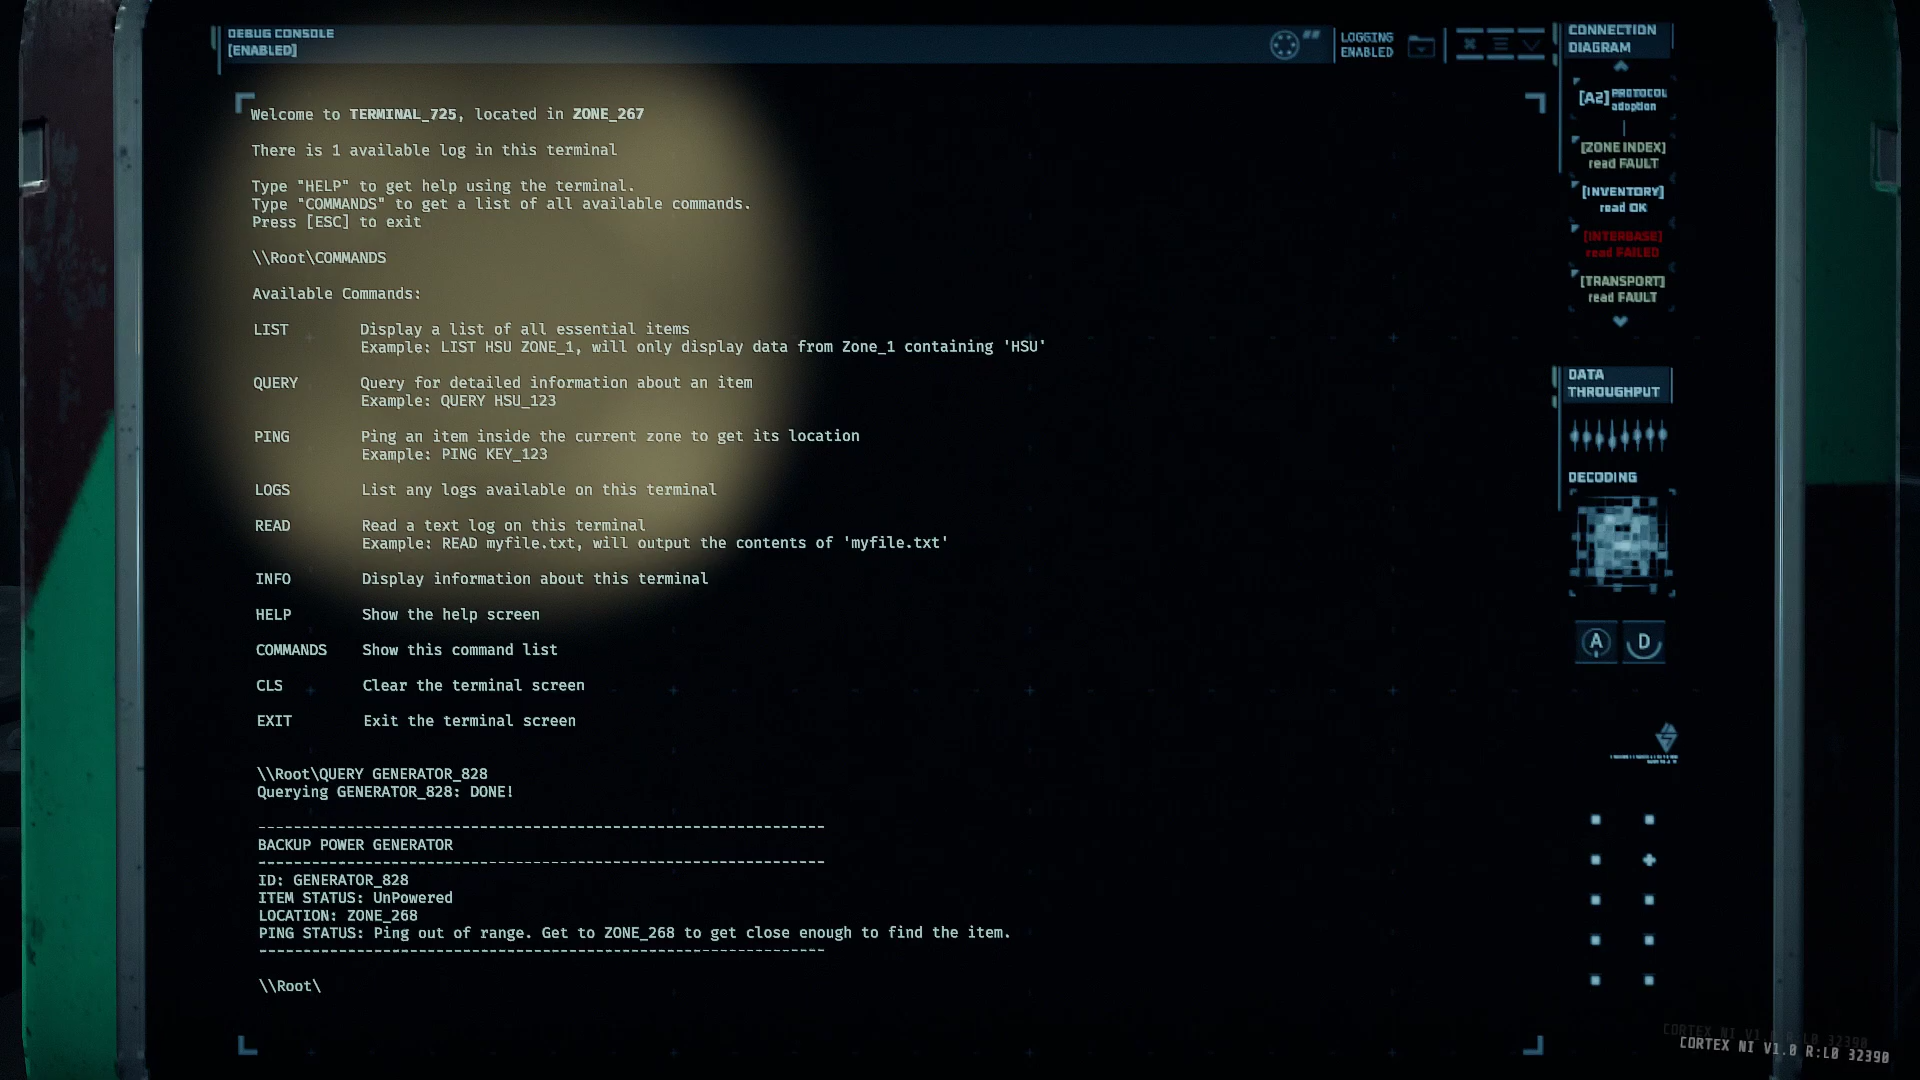 DEBUG CONSOLE
[ENABLED]
LOGGING
ENABLED
Welcome to TERMINAL_725, located in ZONE_267
There is 1 available log in this terminal
Type "HELP" to get help using the terminal.
Type "COMMANDS" to get a list of all available commands.
Press [ESC] to exit
\\Root\COMMANDS
Available Commands:
LIST Display a list of all essential items
Example: LIST HSU ZONE_1, will only display data from Zone_1 containing 'HSU'
QUERY Query for detailed information about an item
Example: QUERY HSU_123
PING Ping an item inside the current zone to get its location
Example: PING KEY_123
LOGS List any logs available on this terminal
READ Read a text log on this terminal
Example: READ myfile.txt, will output the contents of 'myfile.txt'
INFO Display information about this terminal
HELP Show the help screen
COMMANDS Show this command list
CLS Clear the terminal screen
EXIT Exit the terminal screen
\\Root\QUERY GENERATOR_828
Querying GENERATOR_828: DONE!
----------------------------------------------------------------
BACKUP POWER GENERATOR
----------------------------------------------------------------
ID: GENERATOR_828
ITEM STATUS: UnPowered
LOCATION: ZONE_268
PING STATUS: Ping out of range. Get to ZONE_268 to get close enough to find the item.
----------------------------------------------------------------
\\Root\
CONNECTION
DIAGRAM
[A2] PROTOCOL
adoption
[ZONE INDEX]
read FAULT
[INVENTORY]
read OK
[INTERBASE]
read FAILED
[TRANSPORT]
read FAULT
DATA
THROUGHPUT
DECODING
A D
CORTEX NI V1.0 R:L0 32390